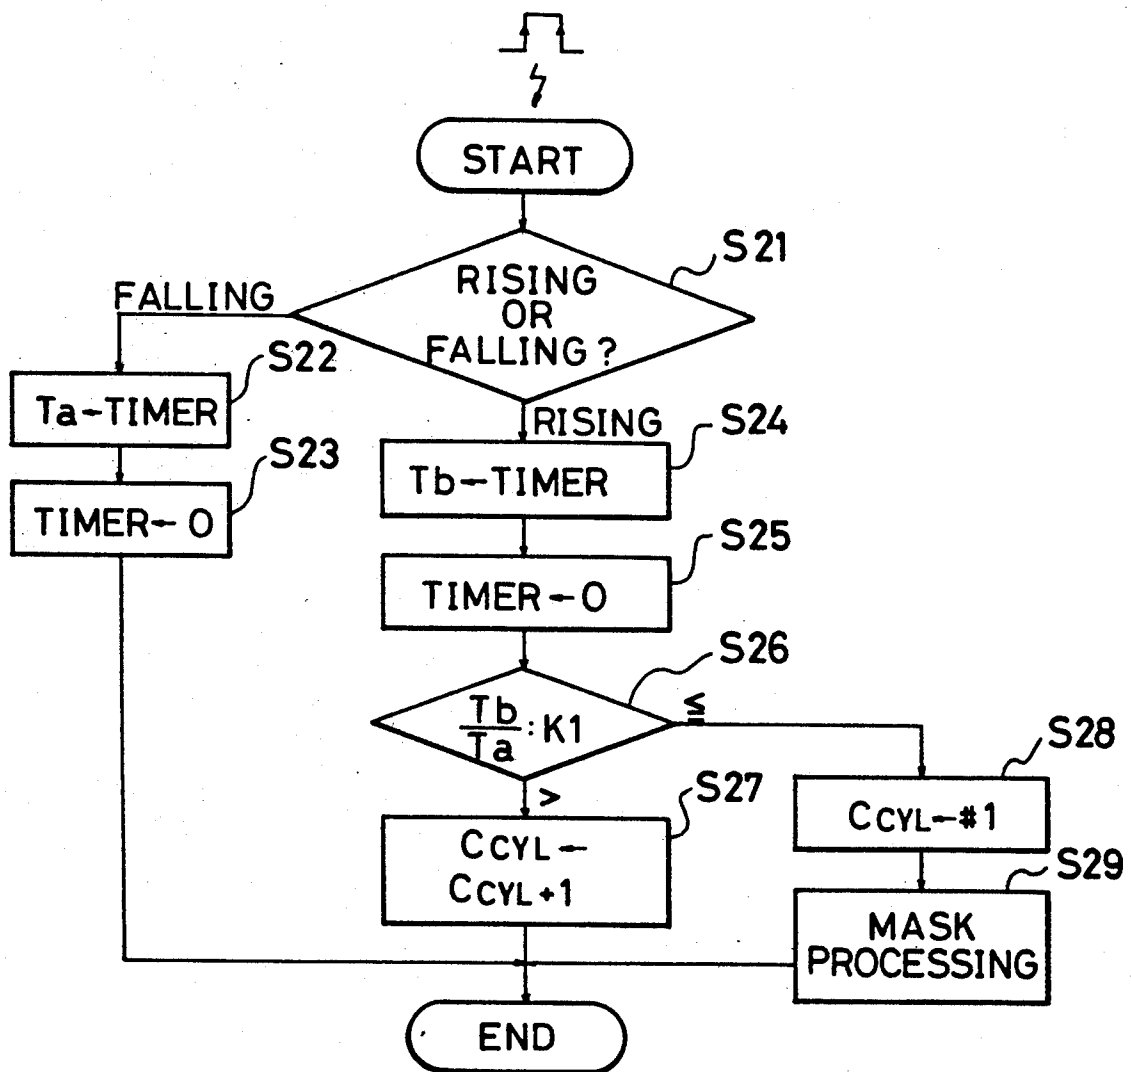 START
S21
RISING
OR
FALLING ?
FALLING
S22
Ta←TIMER
S23
TIMER←0
RISING
S24
Tb←TIMER
S25
TIMER←0
S26
Tb
Ta
:K1
≤
>
S27
CCYL←
CCYL+1
S28
CCYL←#1
S29
MASK
PROCESSING
END